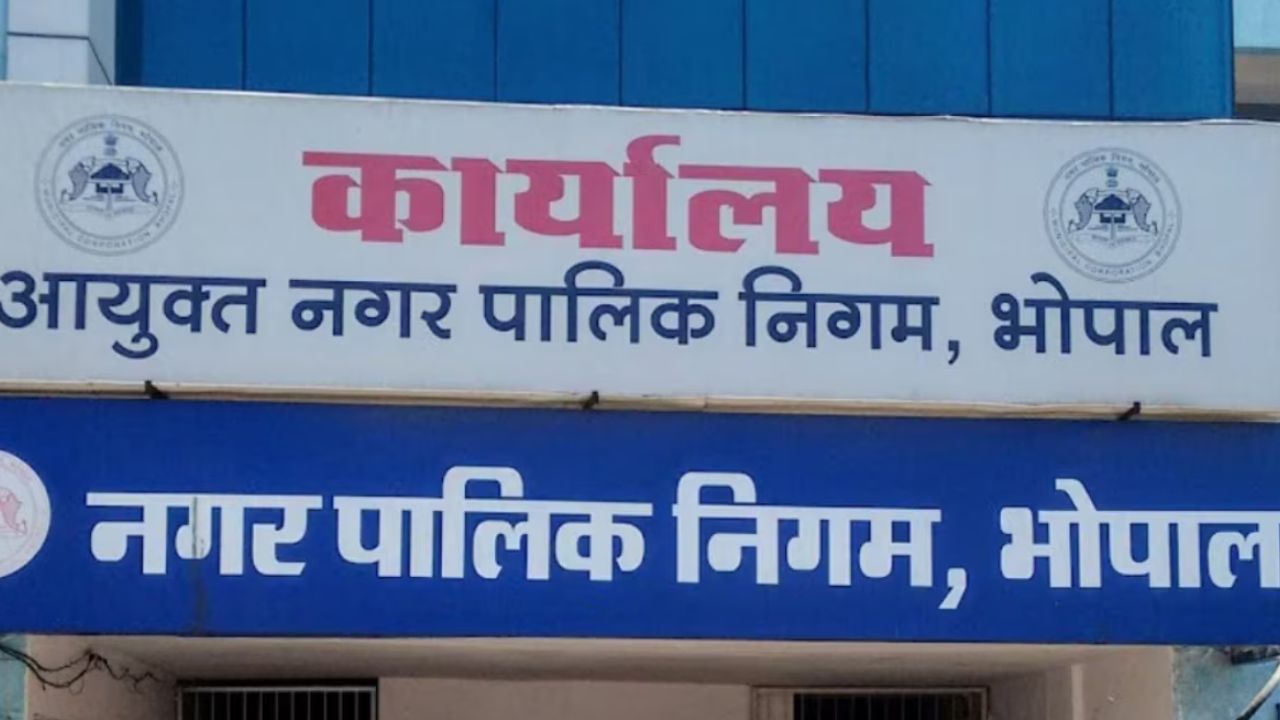 कार्यालय
आयुक्त नगर पालिक निगम, भोपाल
नगर पालिक निगम, भोपाल